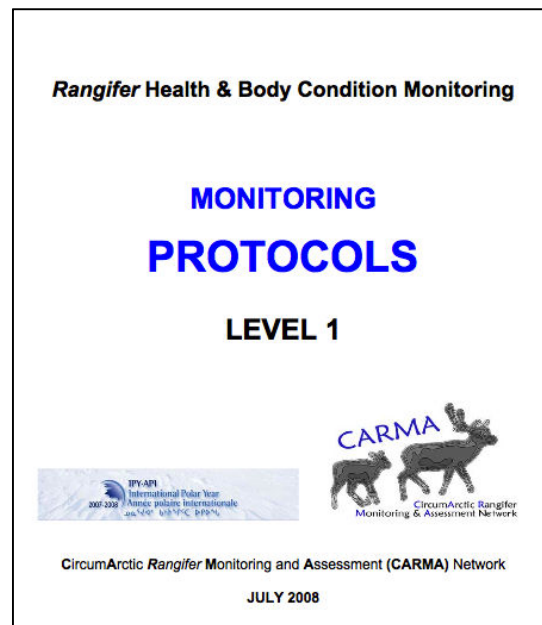 Rangifer Health & Body Condition Monitoring
MONITORING
PROTOCOLS
LEVEL 1
CARMA
IPY-API
International Polar Year
2007-2008 Année polaire Internationale
CircumArctic Rangifer
Monitoring & Assessment Network
CircumArctic Rangifer Monitoring and Assessment (CARMA) Network
JULY 2008